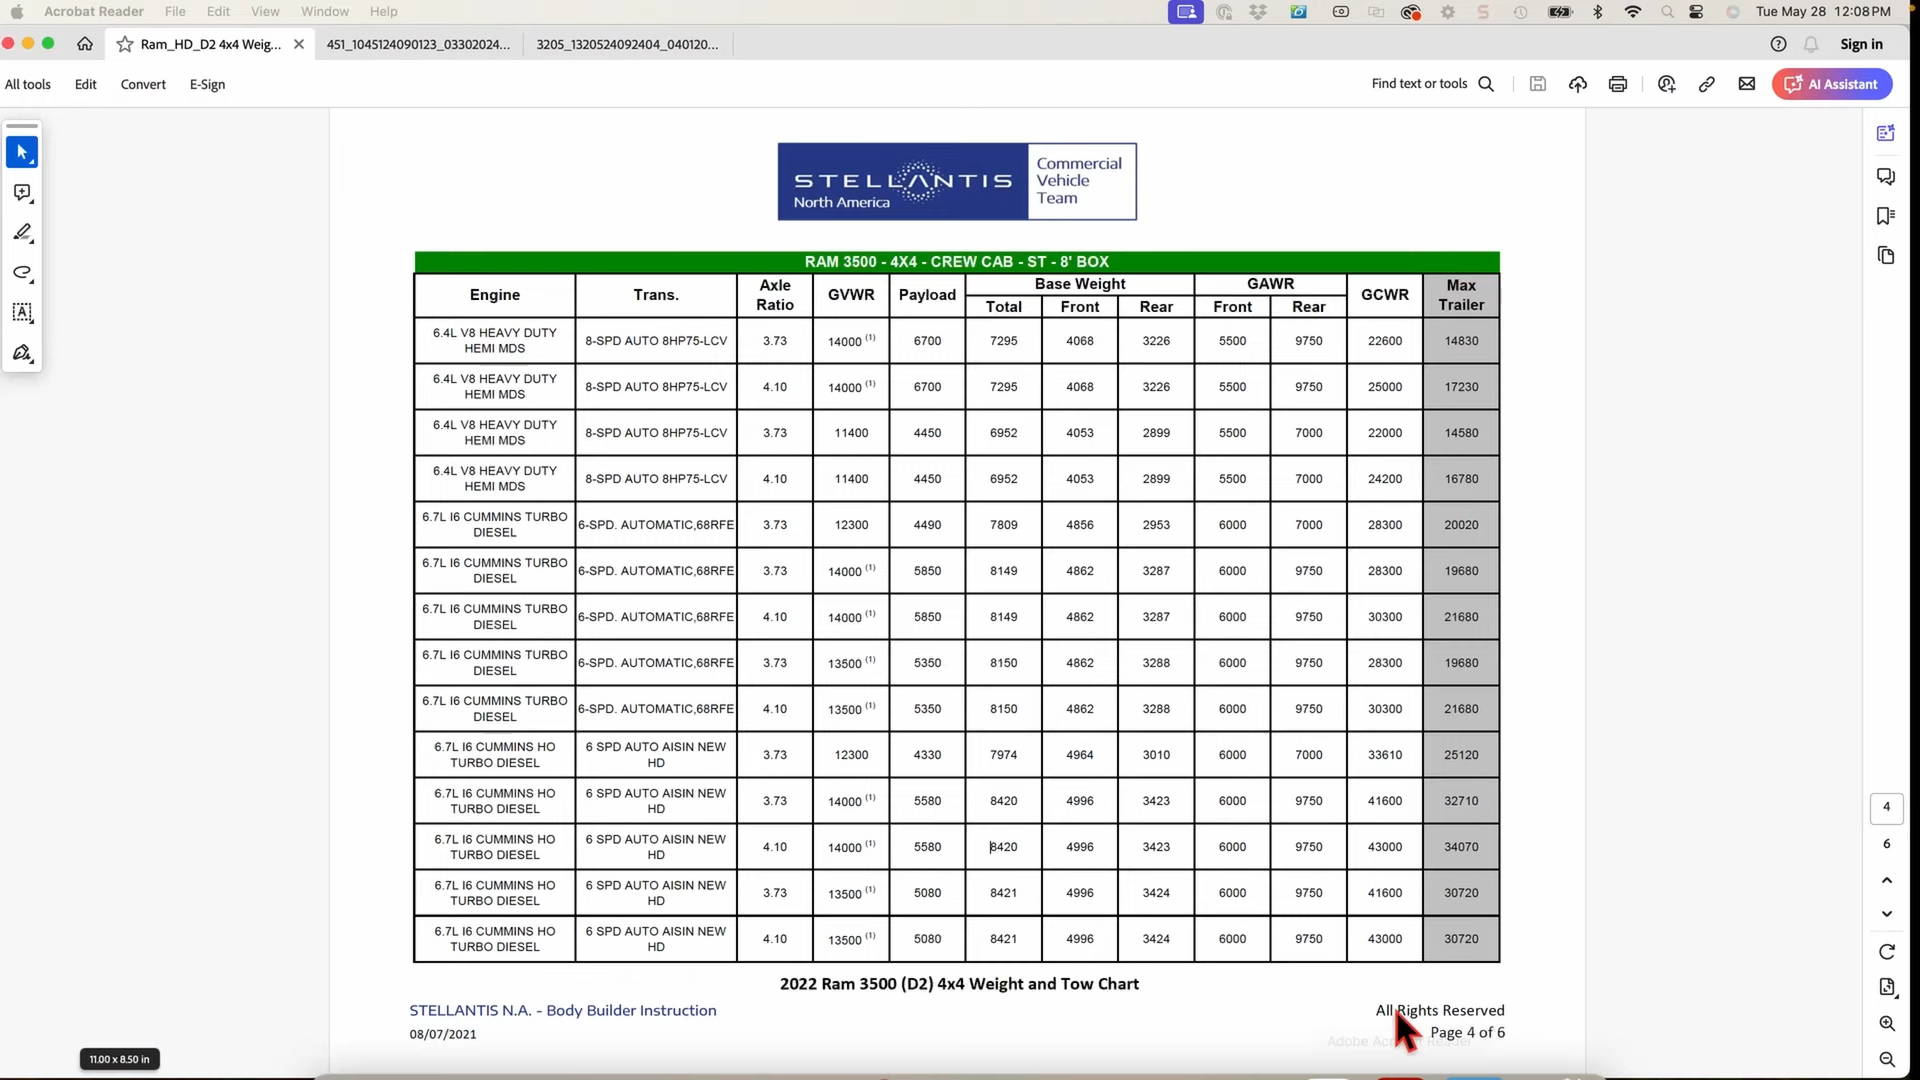 Acrobat Reader File Edit View Window Help Tue May 28 12:08 PM
Ram_HD_D2 4x4 Weig... 451_1045124090123_03302024... 3205_1320524092404_040120... Sign in
All tools Edit Convert E-Sign Find text or tools AI Assistant
STELLANTIS
North America
Commercial
Vehicle
Team
RAM 3500 - 4X4 - CREW CAB - ST - 8' BOX
Engine Trans. Axle Ratio GVWR Payload Base Weight GAWR GCWR Max Trailer
Total Front Rear Front Rear
6.4L V8 HEAVY DUTY HEMI MDS 8-SPD AUTO 8HP75-LCV 3.73 14000 (1) 6700 7295 4068 3226 5500 9750 22600 14830
6.4L V8 HEAVY DUTY HEMI MDS 8-SPD AUTO 8HP75-LCV 4.10 14000 (1) 6700 7295 4068 3226 5500 9750 25000 17230
6.4L V8 HEAVY DUTY HEMI MDS 8-SPD AUTO 8HP75-LCV 3.73 11400 4450 6952 4053 2899 5500 7000 22000 14580
6.4L V8 HEAVY DUTY HEMI MDS 8-SPD AUTO 8HP75-LCV 4.10 11400 4450 6952 4053 2899 5500 7000 24200 16780
6.7L I6 CUMMINS TURBO DIESEL 6-SPD. AUTOMATIC,68RFE 3.73 12300 4490 7809 4856 2953 6000 7000 28300 20020
6.7L I6 CUMMINS TURBO DIESEL 6-SPD. AUTOMATIC,68RFE 3.73 14000 (1) 5850 8149 4862 3287 6000 9750 28300 19680
6.7L I6 CUMMINS TURBO DIESEL 6-SPD. AUTOMATIC,68RFE 4.10 14000 (1) 5850 8149 4862 3287 6000 9750 30300 21680
6.7L I6 CUMMINS TURBO DIESEL 6-SPD. AUTOMATIC,68RFE 3.73 13500 (1) 5350 8150 4862 3288 6000 9750 28300 19680
6.7L I6 CUMMINS TURBO DIESEL 6-SPD. AUTOMATIC,68RFE 4.10 13500 (1) 5350 8150 4862 3288 6000 9750 30300 21680
6.7L I6 CUMMINS HO TURBO DIESEL 6 SPD AUTO AISIN NEW HD 3.73 12300 4330 7974 4964 3010 6000 7000 33610 25120
6.7L I6 CUMMINS HO TURBO DIESEL 6 SPD AUTO AISIN NEW HD 3.73 14000 (1) 5580 8420 4996 3423 6000 9750 41600 32710
6.7L I6 CUMMINS HO TURBO DIESEL 6 SPD AUTO AISIN NEW HD 4.10 14000 (1) 5580 8420 4996 3423 6000 9750 43000 34070
6.7L I6 CUMMINS HO TURBO DIESEL 6 SPD AUTO AISIN NEW HD 3.73 13500 (1) 5080 8421 4996 3424 6000 9750 41600 30720
6.7L I6 CUMMINS HO TURBO DIESEL 6 SPD AUTO AISIN NEW HD 4.10 13500 (1) 5080 8421 4996 3424 6000 9750 43000 30720
2022 Ram 3500 (D2) 4x4 Weight and Tow Chart
STELLANTIS N.A. - Body Builder Instruction All Rights Reserved
08/07/2021 Page 4 of 6
11.00 x 8.50 in
4
6